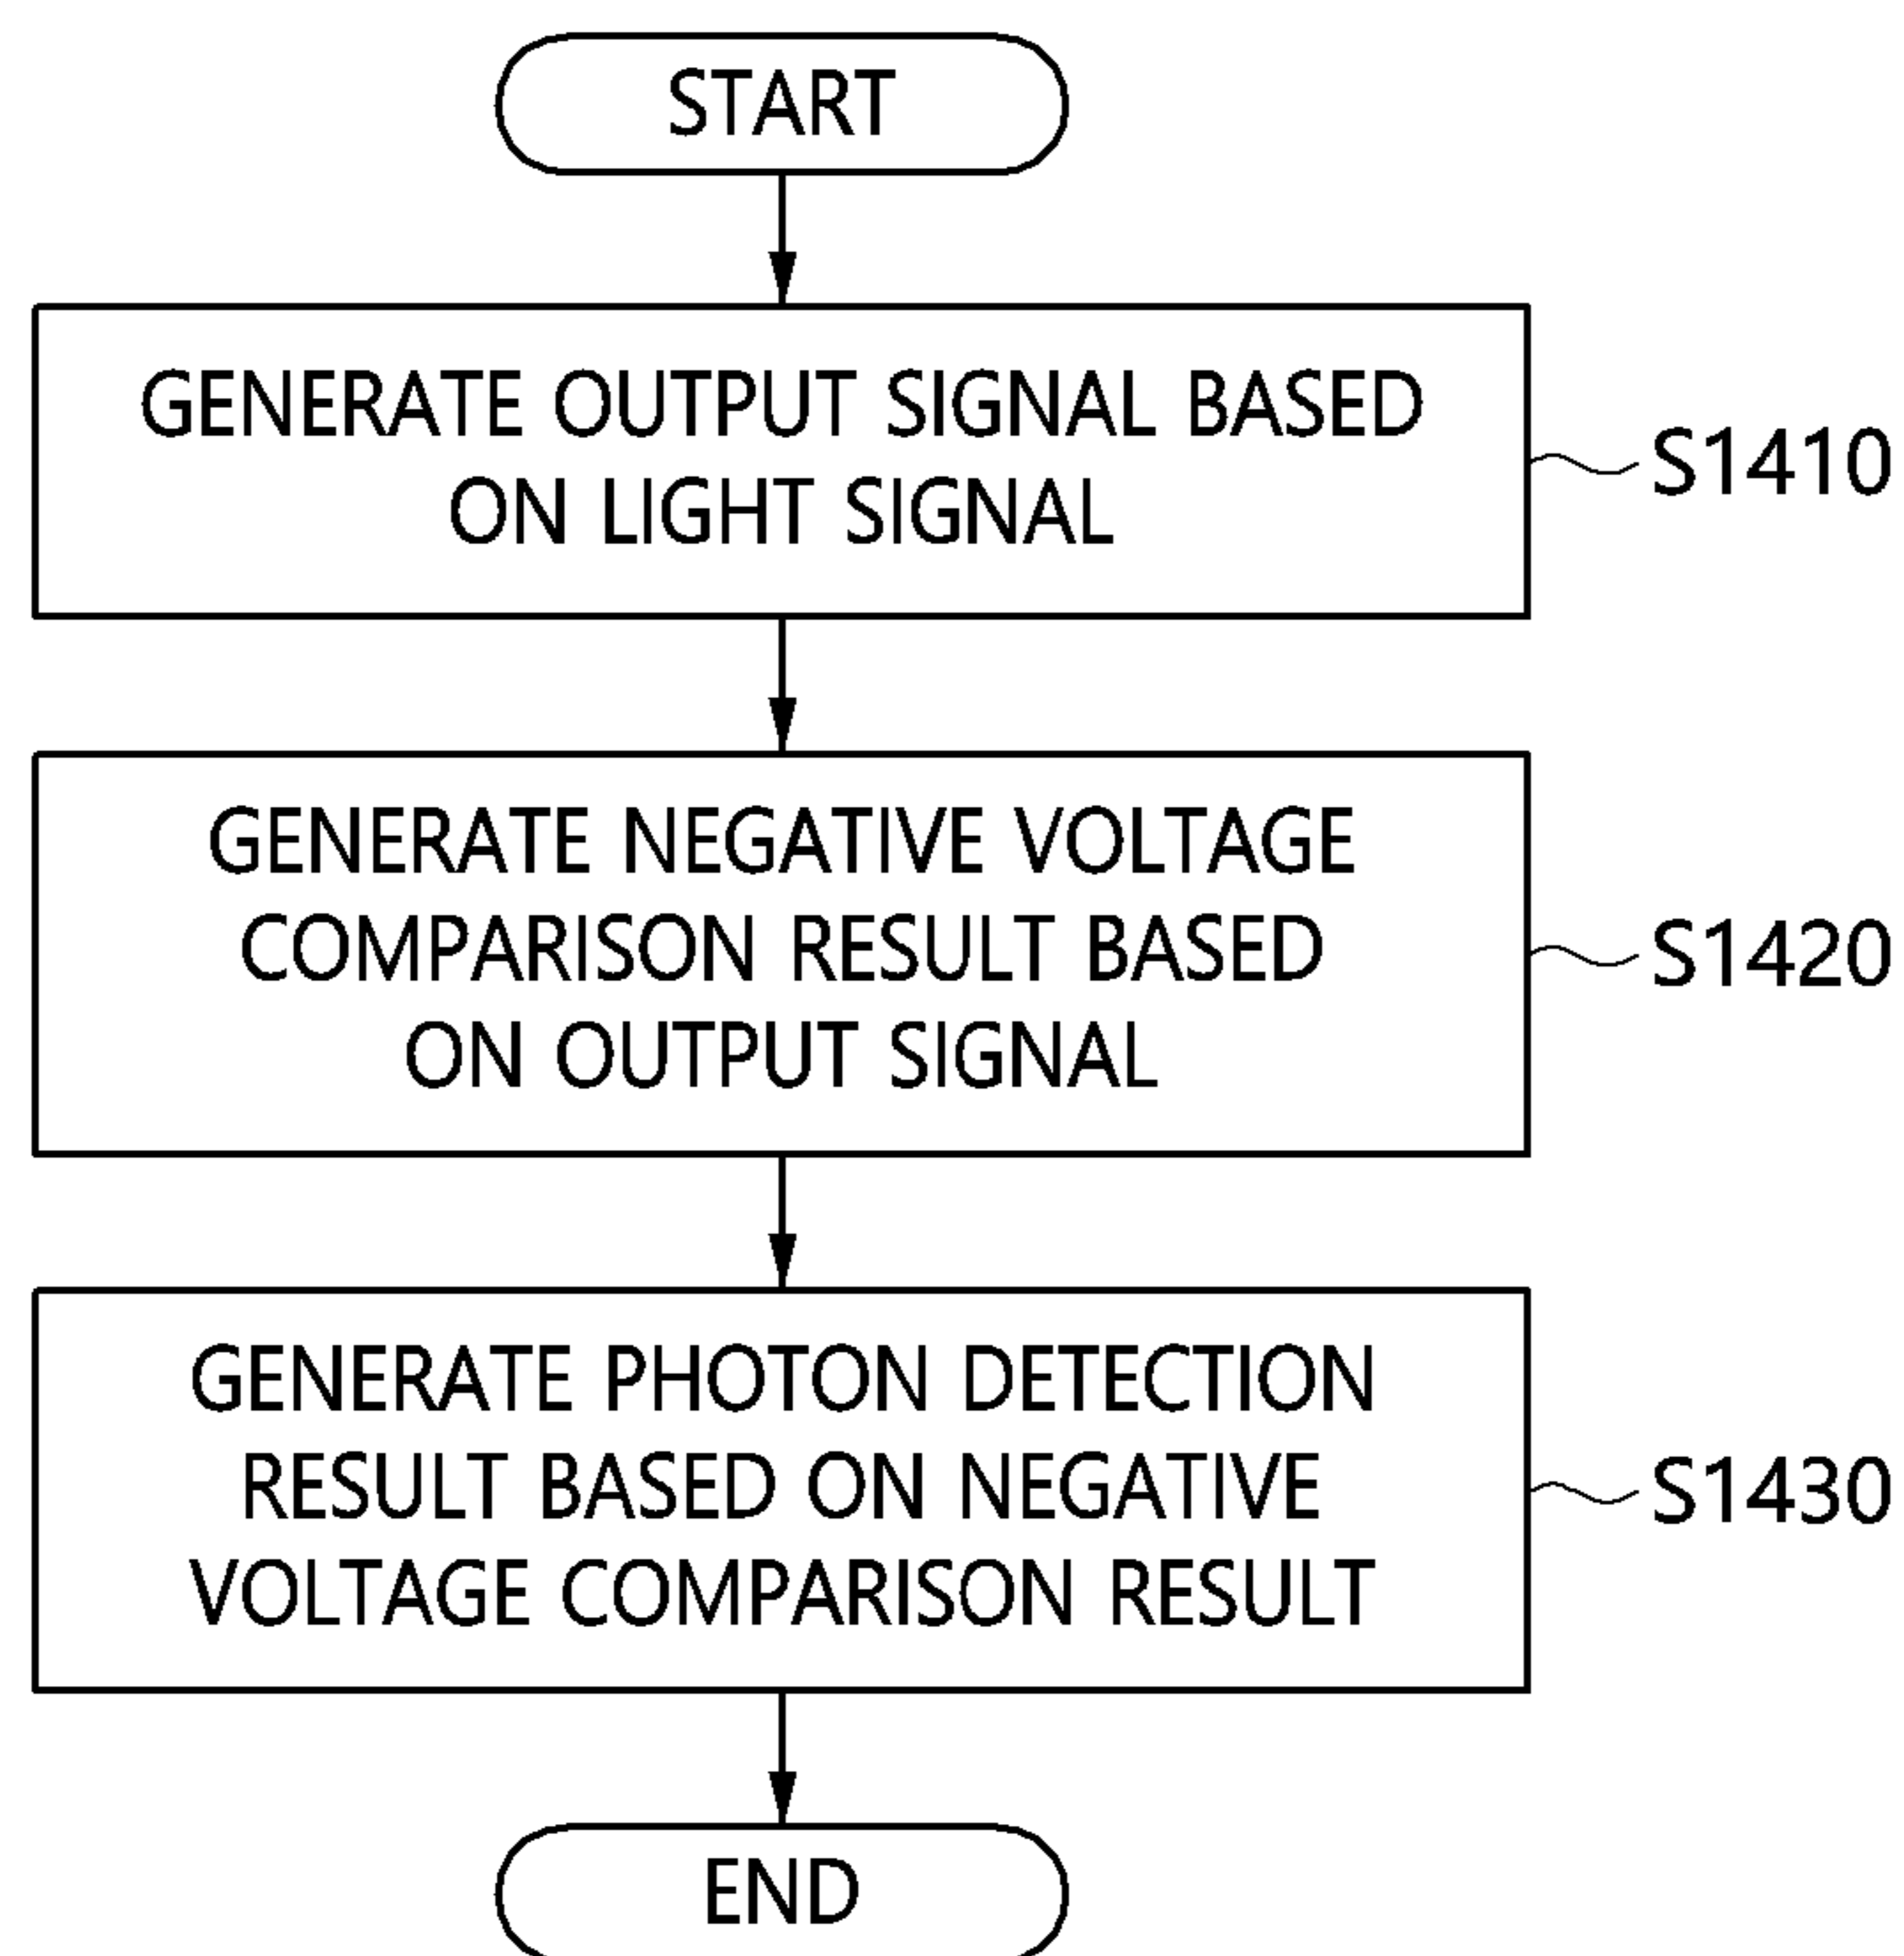 START
GENERATE OUTPUT SIGNAL BASED
ON LIGHT SIGNAL
S1410
GENERATE NEGATIVE VOLTAGE
COMPARISON RESULT BASED
ON OUTPUT SIGNAL
S1420
GENERATE PHOTON DETECTION
RESULT BASED ON NEGATIVE
VOLTAGE COMPARISON RESULT
S1430
END